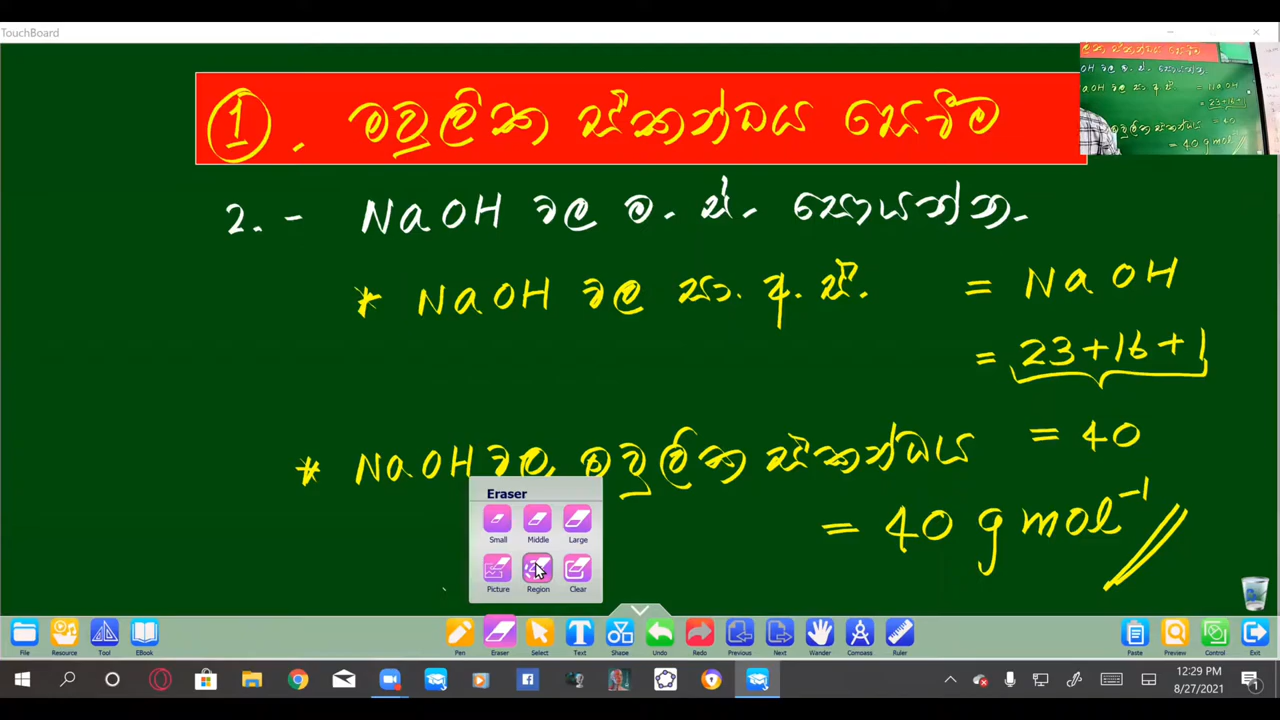 TouchBoard
1. මවුලික ස්කන්ධය සෙවීම
2. - NaOH වල ම. ස්. සොයන්න.
* NaOH වල සා. අ. ස්. = NaOH
= 23+16+1
= 40
* NaOH වල මවුලික ස්කන්ධය
= 40 g mol⁻¹
Eraser
Small Middle Large
Picture Region Clear
File Resource Tool EBook Pen Eraser Select Text Shape Undo Redo Previous Next Wander Compass Ruler Paste Preview Control Exit
12:29 PM
8/27/2021